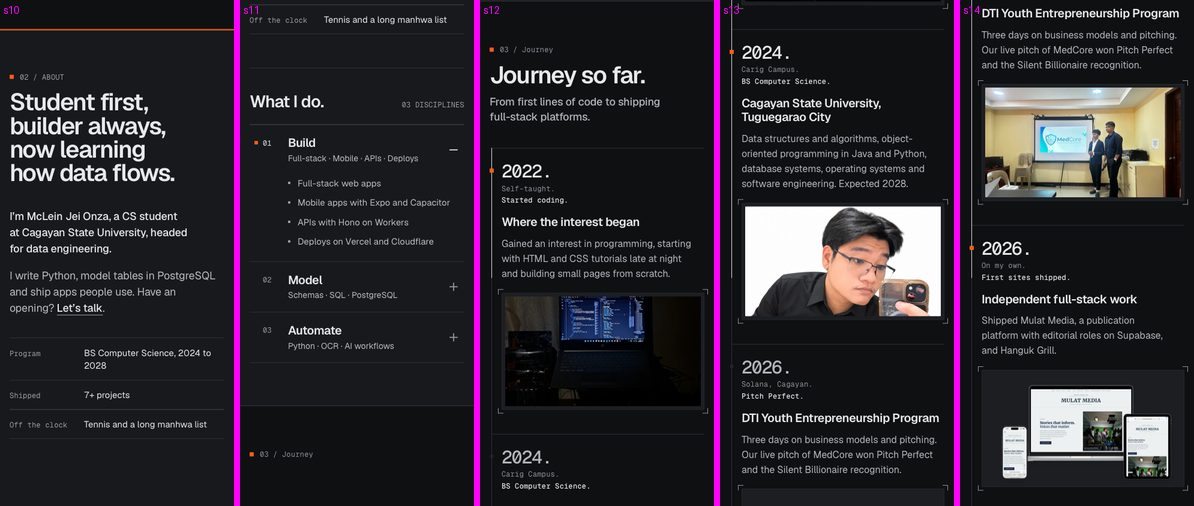 s10
02 / ABOUT
Student first,
builder always,
now learning
how data flows.
I'm McLein Jei Onza, a CS student
at Cagayan State University, headed
for data engineering.
I write Python, model tables in PostgreSQL
and ship apps people use. Have an
opening? Let's talk.
Program
BS Computer Science, 2024 to
2028
Shipped
7+ projects
Off the clock
Tennis and a long manhwa list
s11
Off the clock
Tennis and a long manhwa list
What I do.
03 DISCIPLINES
01
Build
Full-stack · Mobile · APIs · Deploys
• Full-stack web apps
• Mobile apps with Expo and Capacitor
• APIs with Hono on Workers
• Deploys on Vercel and Cloudflare
02
Model
Schemas · SQL · PostgreSQL
03
Automate
Python · OCR · AI workflows
03 / Journey
s12
03 / Journey
Journey so far.
From first lines of code to shipping
full-stack platforms.
2022.
Self-taught.
Started coding.
Where the interest began
Gained an interest in programming, starting
with HTML and CSS tutorials late at night
and building small pages from scratch.
2024.
Carig Campus.
BS Computer Science.
s13
2024.
Carig Campus.
BS Computer Science.
Cagayan State University,
Tuguegarao City
Data structures and algorithms, object-
oriented programming in Java and Python,
database systems, operating systems and
software engineering. Expected 2028.
2026.
Solana, Cagayan.
Pitch Perfect.
DTI Youth Entrepreneurship Program
Three days on business models and pitching.
Our live pitch of MedCore won Pitch Perfect
and the Silent Billionaire recognition.
s14
DTI Youth Entrepreneurship Program
Three days on business models and pitching.
Our live pitch of MedCore won Pitch Perfect
and the Silent Billionaire recognition.
MedCore
2026.
On my own.
First sites shipped.
Independent full-stack work
Shipped Mulat Media, a publication
platform with editorial roles on Supabase,
and Hanguk Grill.
MULAT MEDIA
Stories that inform.
MULAT MEDIA